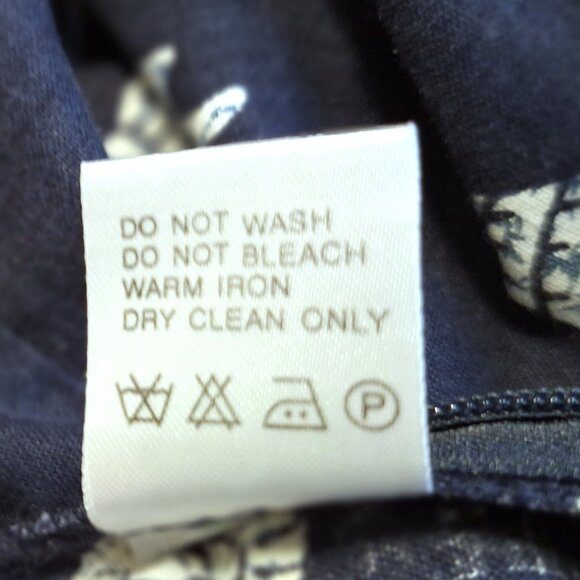 DO NOT WASH
DO NOT BLEACH
WARM IRON
DRY CLEAN ONLY
P